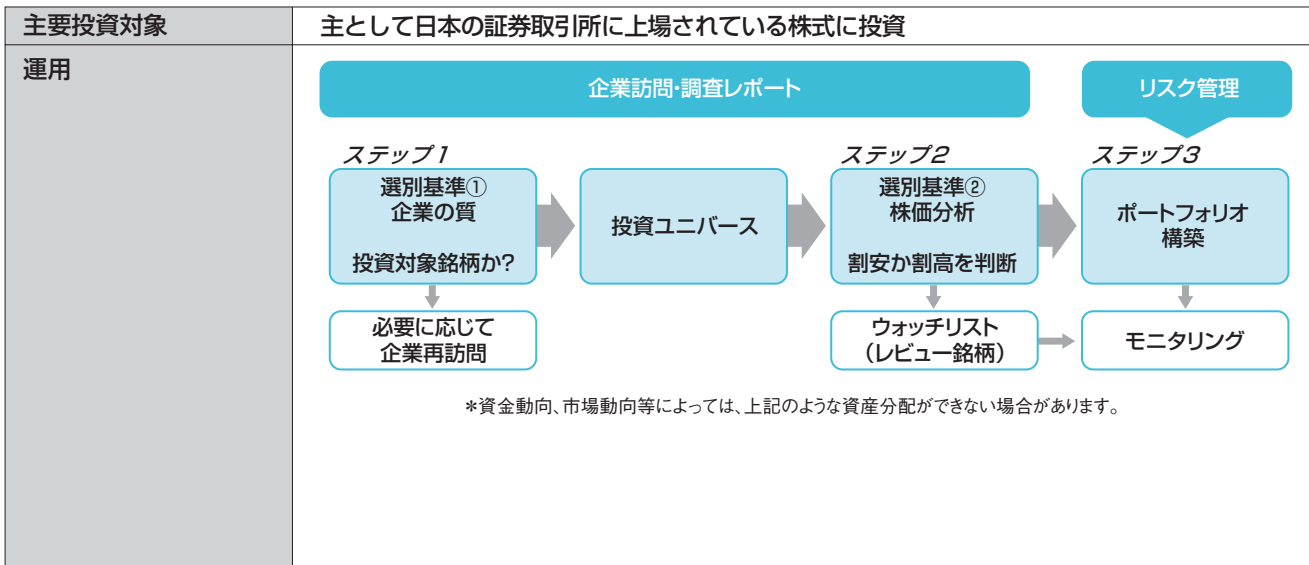 主要投資対象
主として日本の証券取引所に上場されている株式に投資
運用
企業訪問・調査レポート
リスク管理
ステップ1
ステップ2
ステップ3
選別基準①
企業の質
投資対象銘柄か?
投資ユニバース
選別基準②
株価分析
割安か割高を判断
ポートフォリオ
構築
必要に応じて
企業再訪問
ウォッチリスト
（レビュー銘柄）
モニタリング
＊資金動向、市場動向等によっては、上記のような資産分配ができない場合があります。